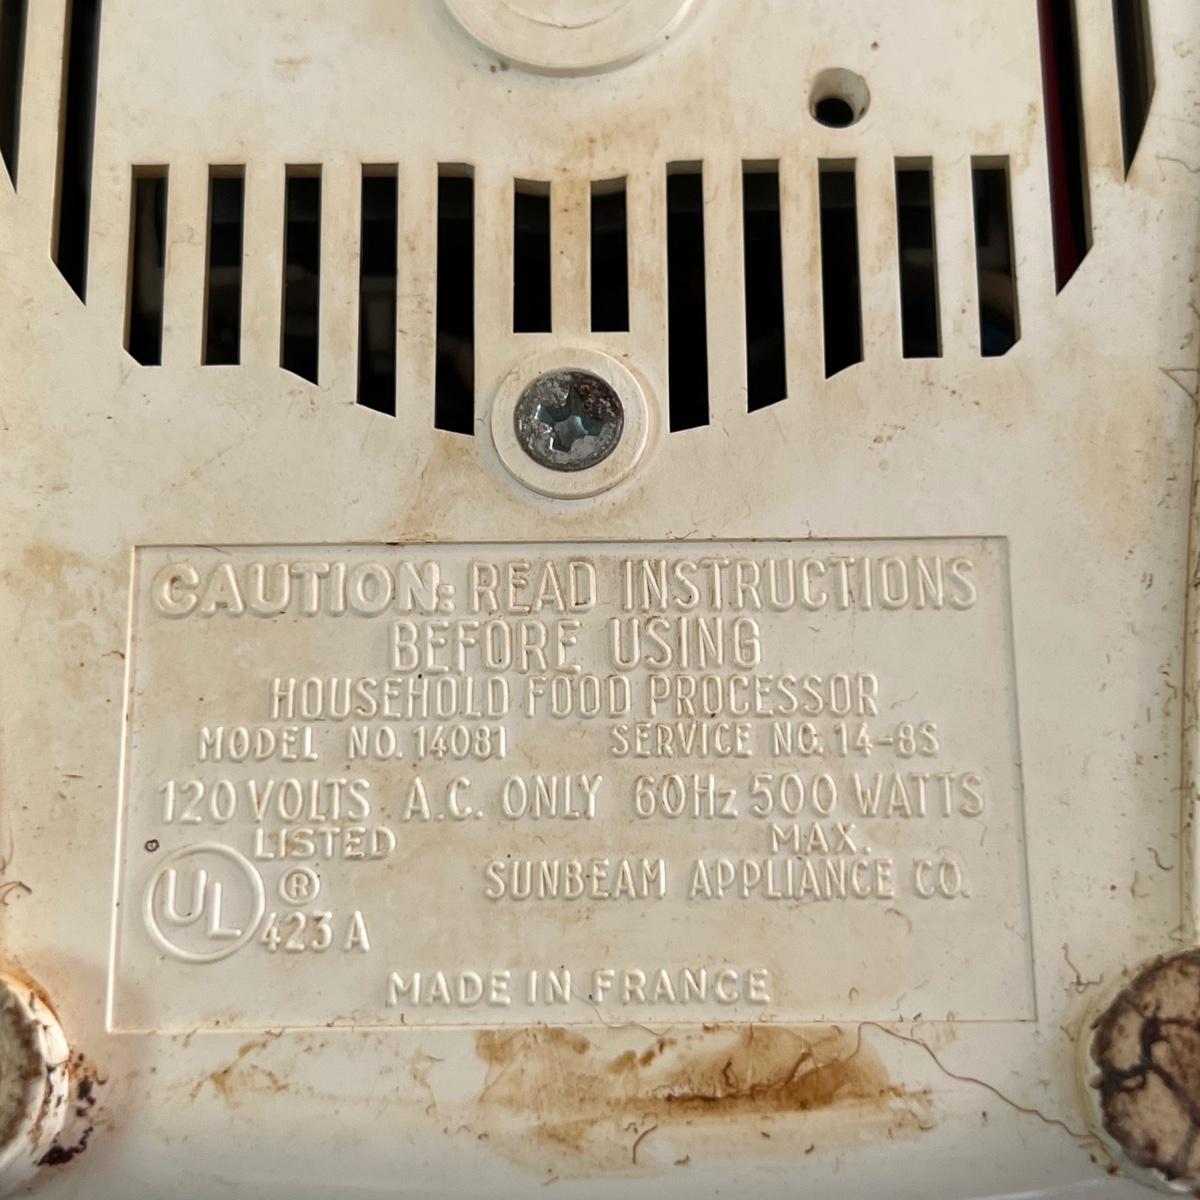 CAUTION: READ INSTRUCTIONS
BEFORE USING
HOUSEHOLD FOOD PROCESSOR
MODEL NO. 14081 SERVICE NO. 14-8S
120 VOLTS A.C. ONLY 60Hz 500 WATTS
LISTED MAX.
UL ® SUNBEAM APPLIANCE CO.
423 A
MADE IN FRANCE